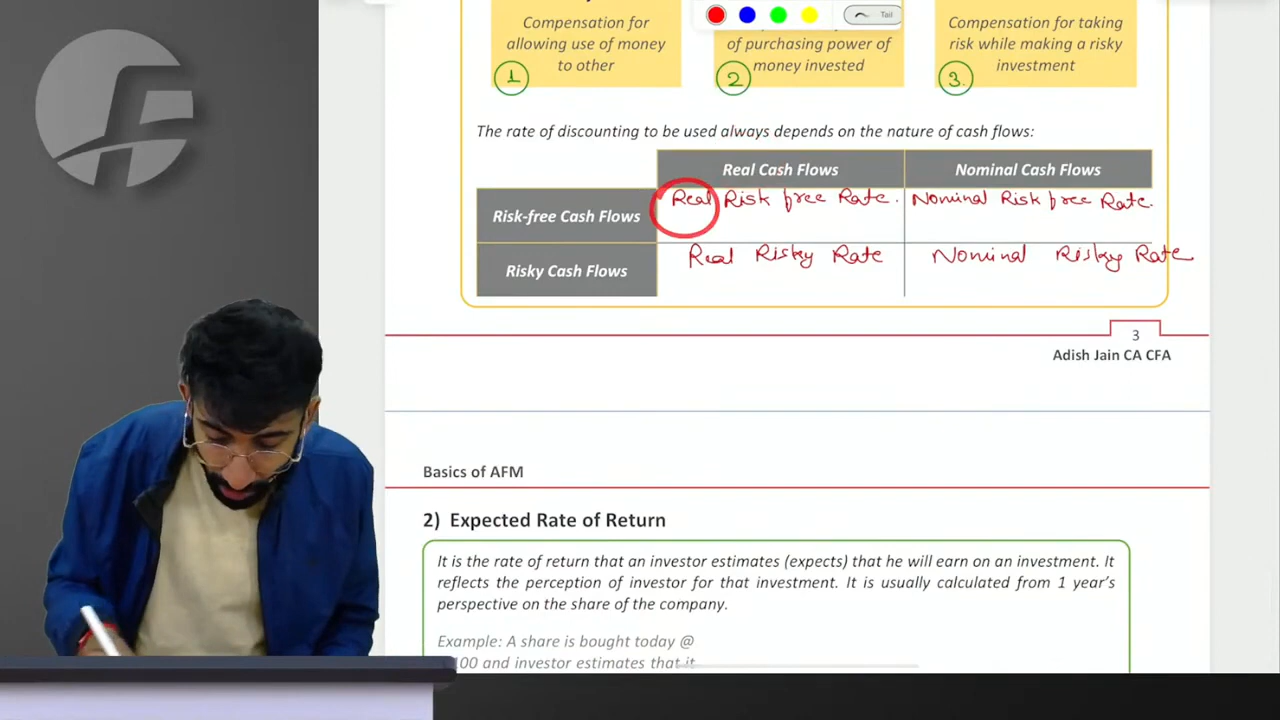 Tail
Compensation for
allowing use of money
to other
1
of purchasing power of
money invested
2
Compensation for taking
risk while making a risky
investment
3.
The rate of discounting to be used always depends on the nature of cash flows:
Real Cash Flows
Nominal Cash Flows
Risk-free Cash Flows
Real Risk free Rate.
Nominal Risk free Rate.
Risky Cash Flows
Real Risky Rate
Nominal Risky Rate
3
Adish Jain CA CFA
Basics of AFM
2) Expected Rate of Return
It is the rate of return that an investor estimates (expects) that he will earn on an investment. It
reflects the perception of investor for that investment. It is usually calculated from 1 year's
perspective on the share of the company.
Example: A share is bought today @
100 and investor estimates that it